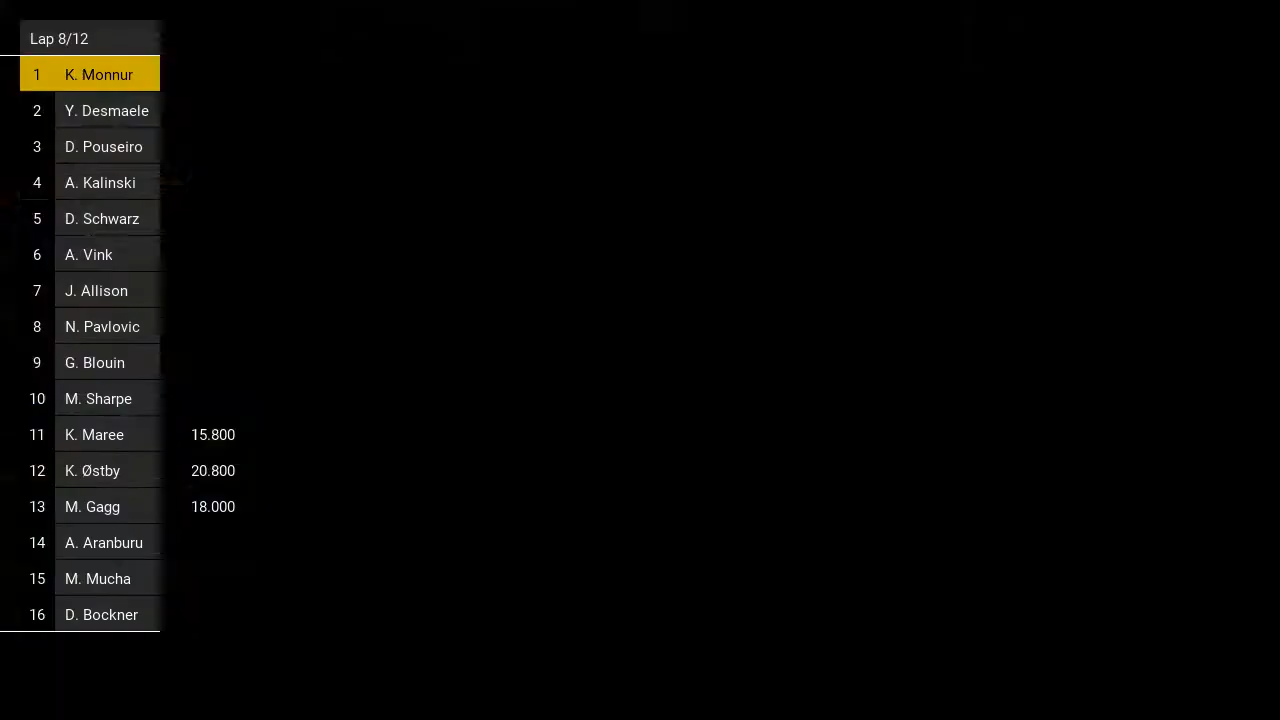 Lap 8/12
1 K. Monnur
2 Y. Desmaele
3 D. Pouseiro
4 A. Kalinski
5 D. Schwarz
6 A. Vink
7 J. Allison
8 N. Pavlovic
9 G. Blouin
10 M. Sharpe
11 K. Maree 15.800
12 K. Østby 20.800
13 M. Gagg 18.000
14 A. Aranburu
15 M. Mucha
16 D. Bockner